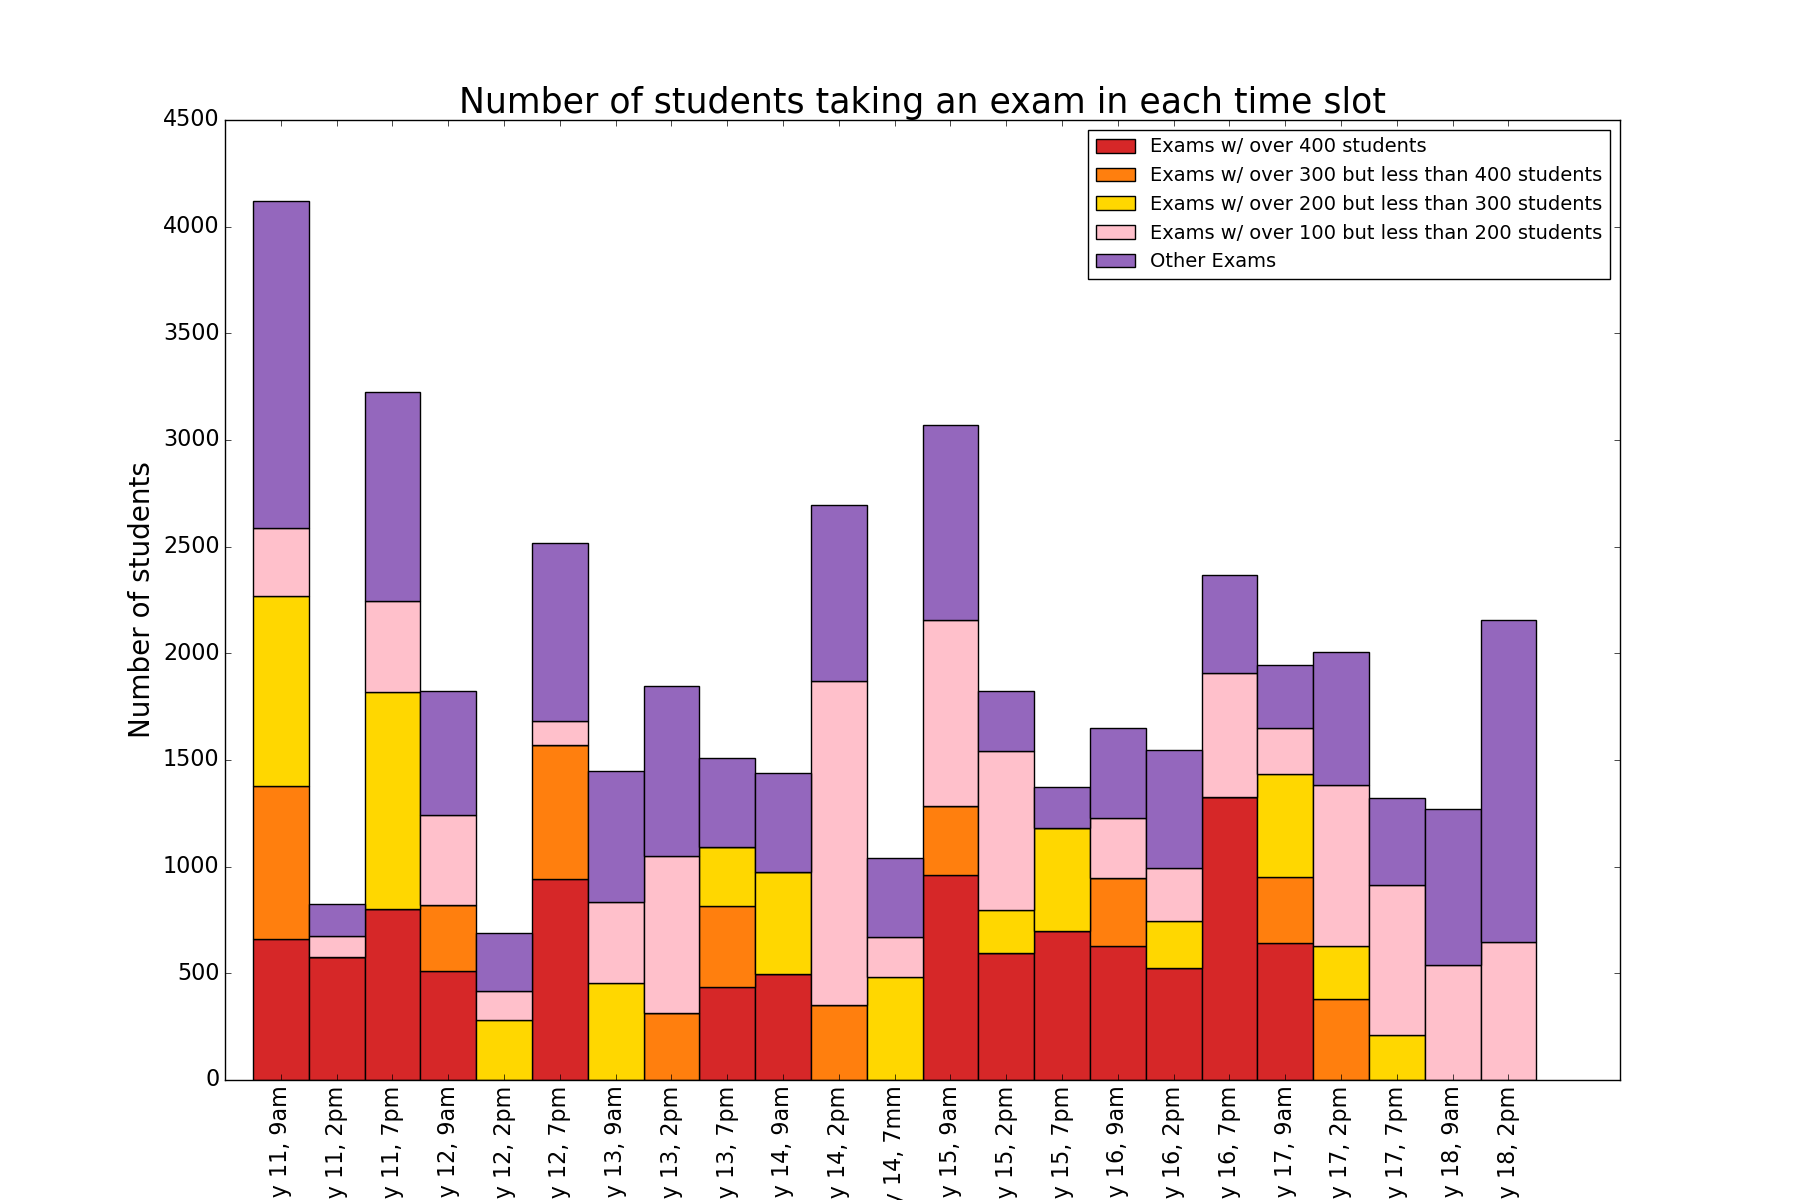 Number of students taking an exam in each time slot
Number of students
4500
4000
3500
3000
2500
2000
1500
1000
500
0
Exams w/ over 400 students
Exams w/ over 300 but less than 400 students
Exams w/ over 200 but less than 300 students
Exams w/ over 100 but less than 200 students
Other Exams
y 11, 9am
y 11, 2pm
y 11, 7pm
y 12, 9am
y 12, 2pm
y 12, 7pm
y 13, 9am
y 13, 2pm
y 13, 7pm
y 14, 9am
y 14, 2pm
y 14, 7mm
y 15, 9am
y 15, 2pm
y 15, 7pm
y 16, 9am
y 16, 2pm
y 16, 7pm
y 17, 9am
y 17, 2pm
y 17, 7pm
y 18, 9am
y 18, 2pm